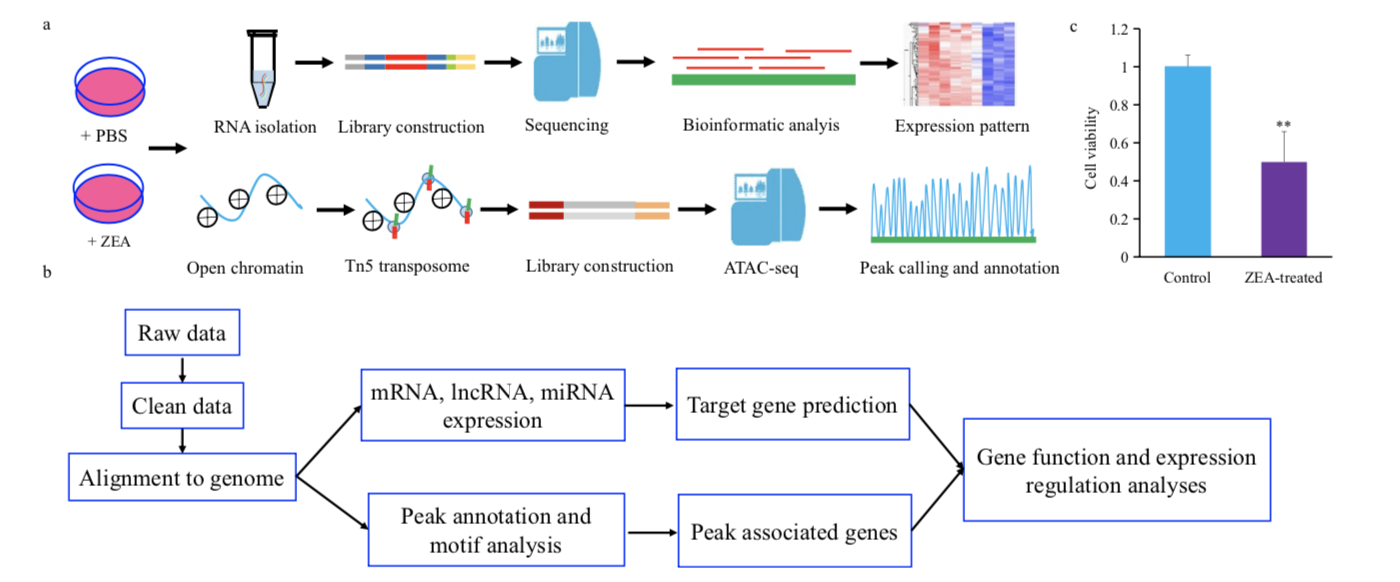 a
+ PBS
+ ZEA
RNA isolation
Library construction
Sequencing
Bioinformatic analyis
Expression pattern
Open chromatin
Tn5 transposome
Library construction
ATAC-seq
Peak calling and annotation
b
Raw data
Clean data
Alignment to genome
mRNA, lncRNA, miRNA
expression
Target gene prediction
Peak annotation and
motif analysis
Peak associated genes
Gene function and expression
regulation analyses
c
Cell viability
1.2
1
0.8
0.6
0.4
0.2
0
**
Control
ZEA-treated